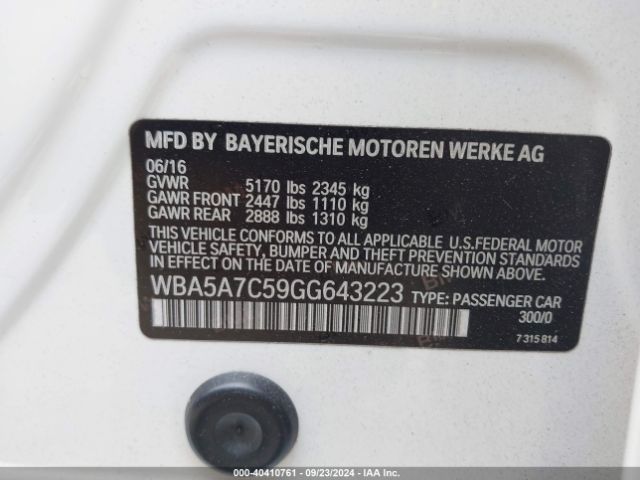 MFD BY BAYERISCHE MOTOREN WERKE AG
06/16
GVWR 5170 lbs 2345 kg
GAWR FRONT 2447 lbs 1110 kg
GAWR REAR 2888 lbs 1310 kg
THIS VEHICLE CONFORMS TO ALL APPLICABLE U.S.FEDERAL MOTOR
VEHICLE SAFETY, BUMPER AND THEFT PREVENTION STANDARDS
IN EFFECT ON THE DATE OF MANUFACTURE SHOWN ABOVE.
WBA5A7C59GG643223 TYPE: PASSENGER CAR
300/0
7315814
000-40410761 - 09/23/2024 - IAA Inc.